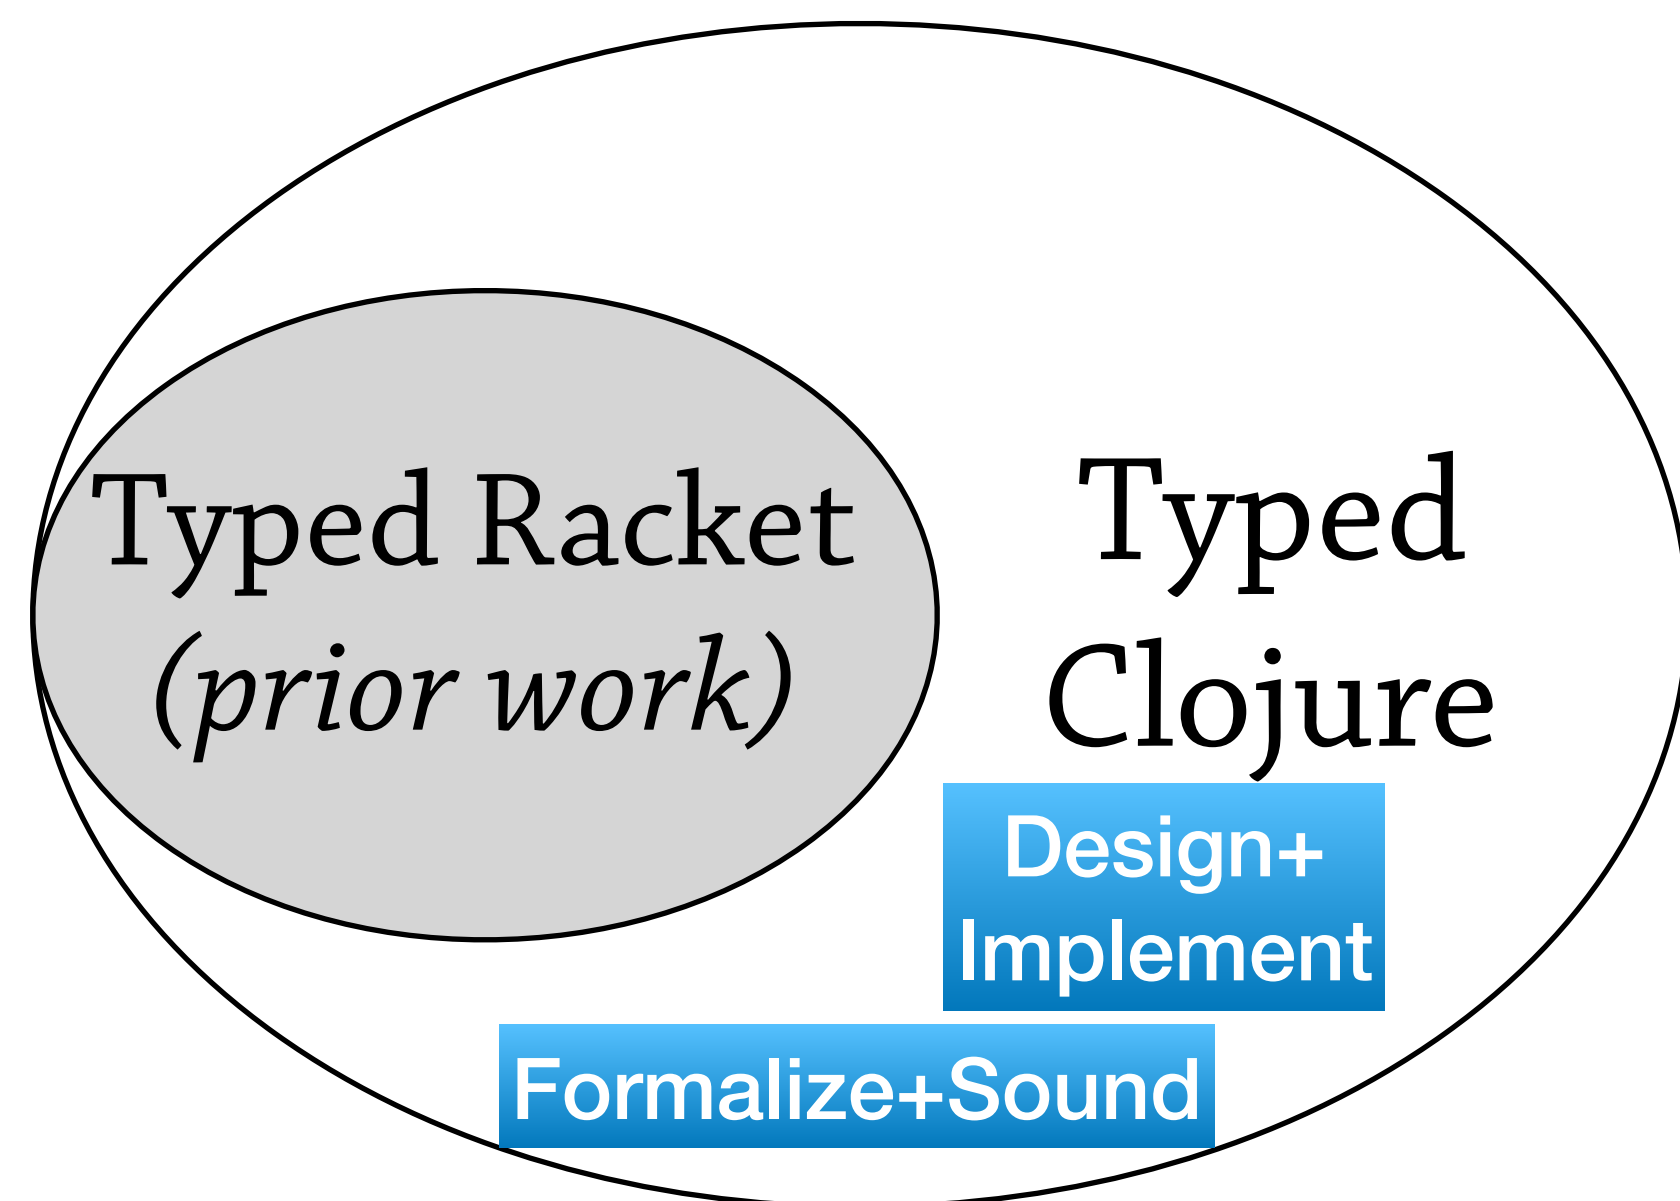 Typed Racket
(prior work)
Typed
Clojure
Design+
Implement
Formalize+Sound